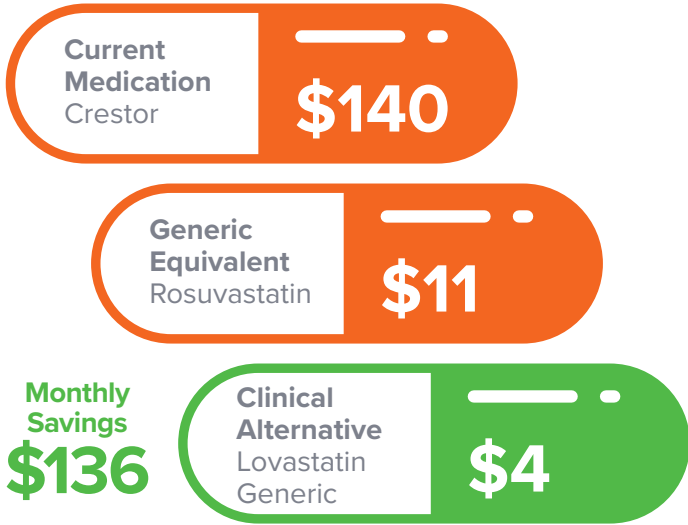 Current
Medication
Crestor
$140
Generic
Equivalent
Rosuvastatin
$11
Monthly
Savings
$136
Clinical
Alternative
Lovastatin
Generic
$4